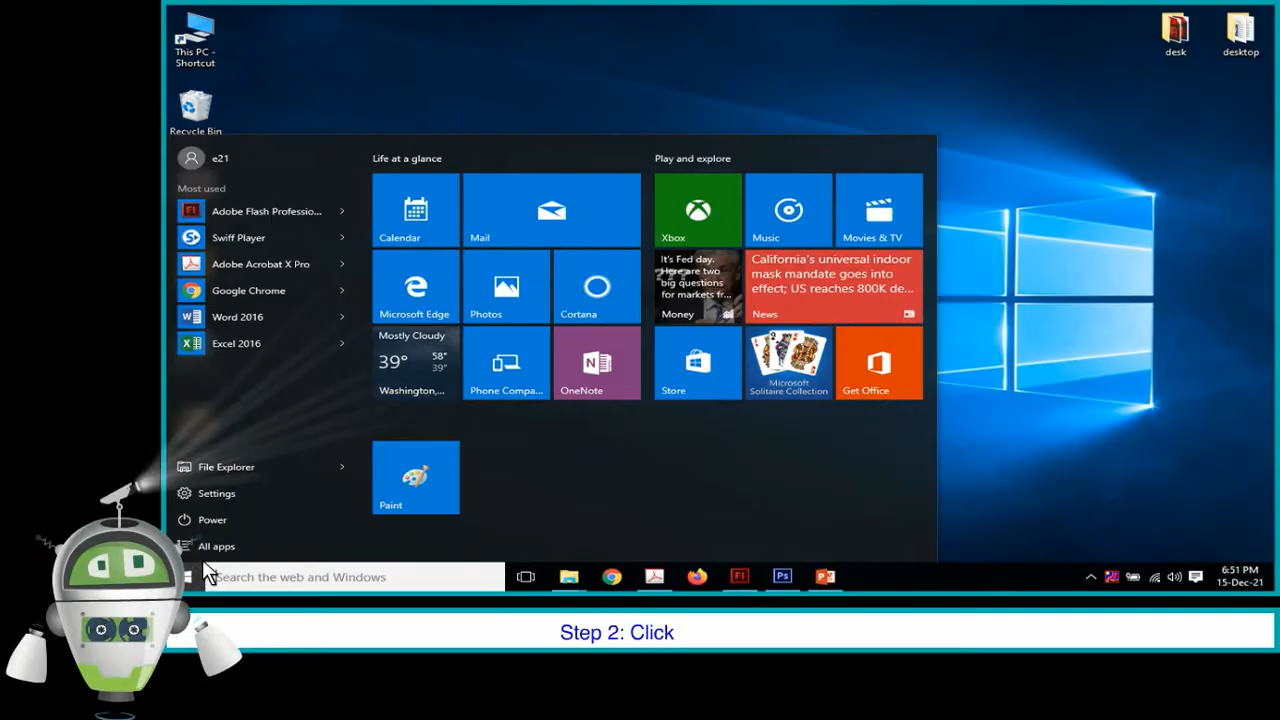 This PC -
Shortcut
Recycle Bin
desk
desktop
e21
Most used
Adobe Flash Professio...
Swiff Player
Adobe Acrobat X Pro
Google Chrome
Word 2016
Excel 2016
File Explorer
Settings
Power
All apps
Life at a glance
Calendar
Mail
Microsoft Edge
Photos
Cortana
Mostly Cloudy
39°
58°
39°
Washington,...
Phone Compa...
OneNote
Paint
Play and explore
Xbox
Music
Movies & TV
It's Fed day.
Here are two
big questions
for markets fr...
Money
California's universal indoor
mask mandate goes into
effect; US reaches 800K de...
News
Store
Microsoft
Solitaire Collection
Get Office
Search the web and Windows
6:51 PM
15-Dec-21
Step 2: Click